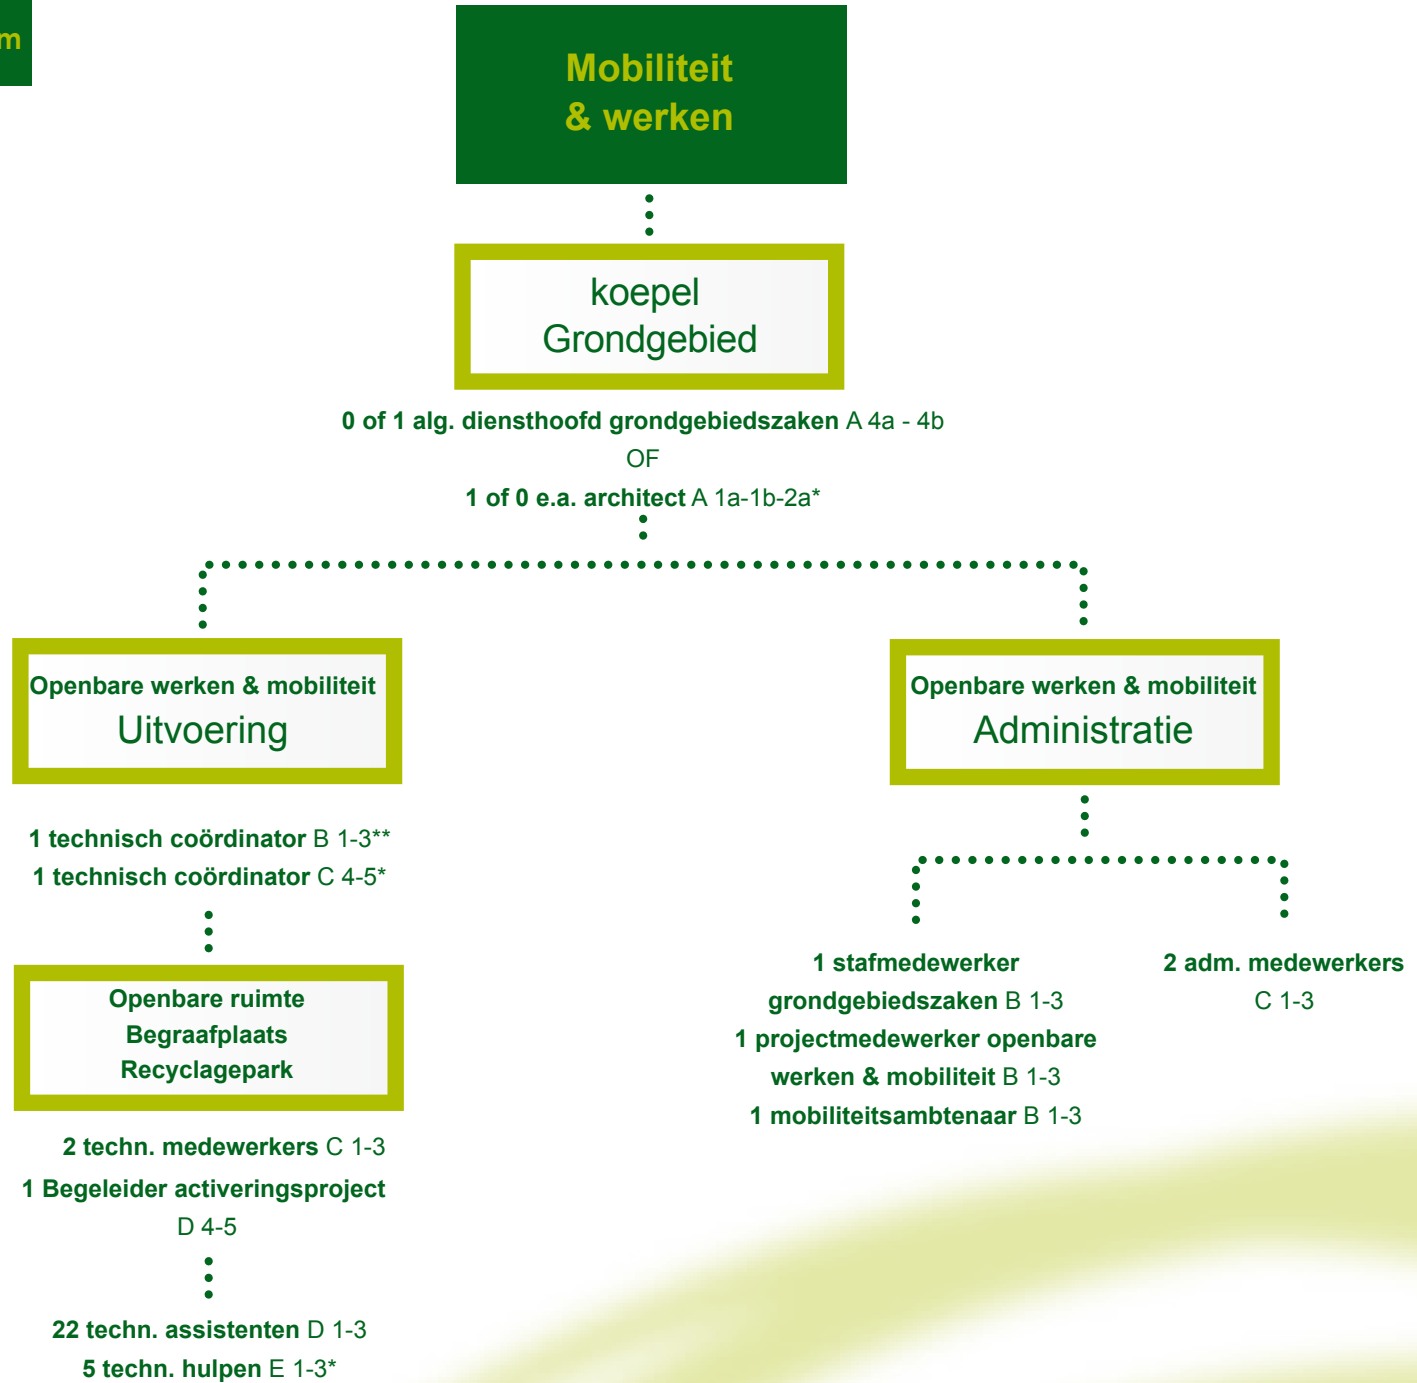 m
Mobiliteit
& werken
koepel
Grondgebied
0 of 1 alg. diensthoofd grondgebiedszaken A 4a - 4b
OF
1 of 0 e.a. architect A 1a-1b-2a*
Openbare werken & mobiliteit
Uitvoering
1 technisch coördinator B 1-3**
1 technisch coördinator C 4-5*
Openbare ruimte
Begraafplaats
Recyclagepark
2 techn. medewerkers C 1-3
1 Begeleider activeringsproject
D 4-5
22 techn. assistenten D 1-3
5 techn. hulpen E 1-3*
Openbare werken & mobiliteit
Administratie
1 stafmedewerker
grondgebiedszaken B 1-3
1 projectmedewerker openbare
werken & mobiliteit B 1-3
1 mobiliteitsambtenaar B 1-3
2 adm. medewerkers
C 1-3